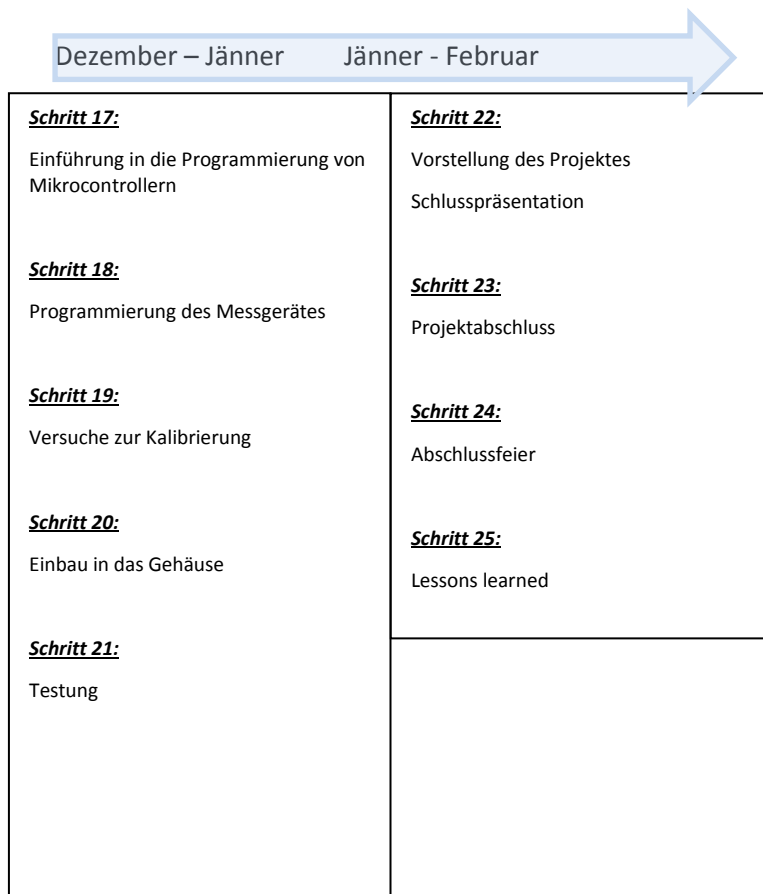 Dezember – Jänner Jänner - Februar
Schritt 17:
Einführung in die Programmierung von
Mikrocontrollern
Schritt 18:
Programmierung des Messgerätes
Schritt 19:
Versuche zur Kalibrierung
Schritt 20:
Einbau in das Gehäuse
Schritt 21:
Testung
Schritt 22:
Vorstellung des Projektes
Schlusspräsentation
Schritt 23:
Projektabschluss
Schritt 24:
Abschlussfeier
Schritt 25:
Lessons learned